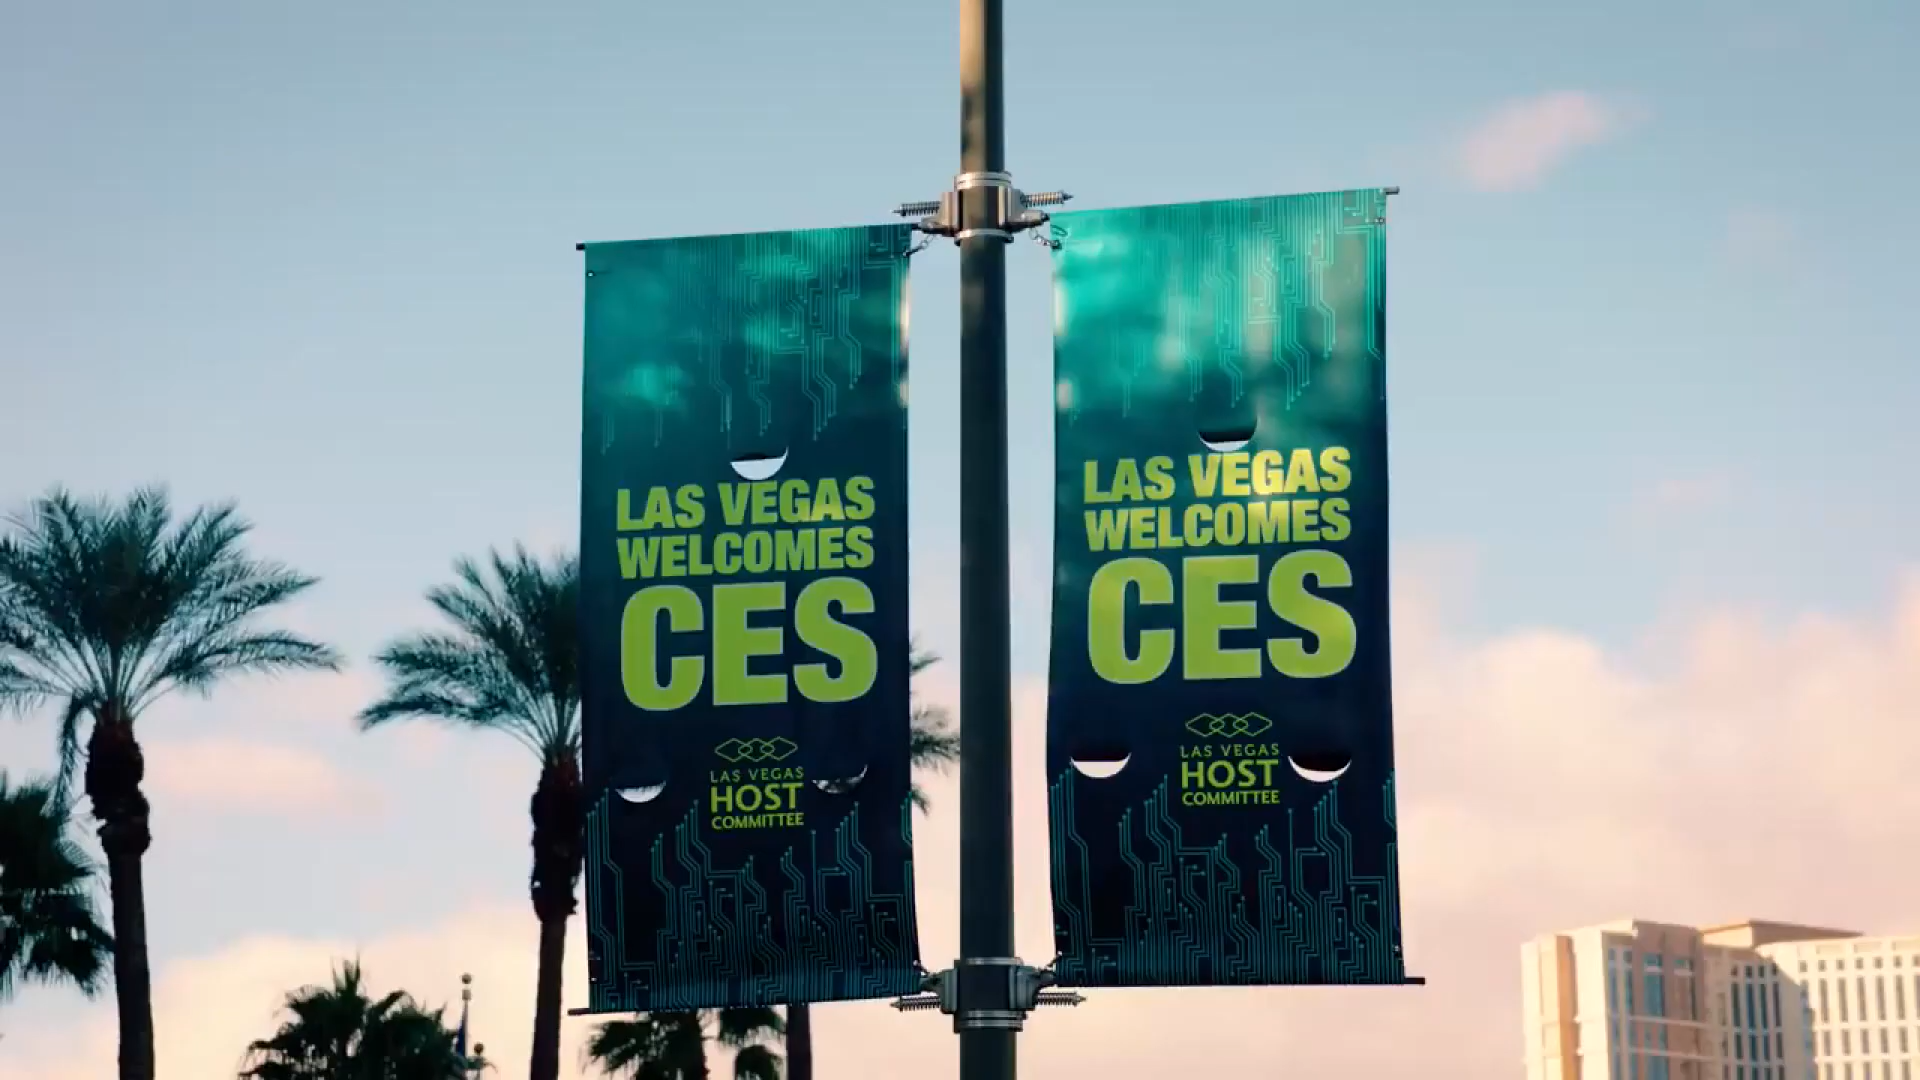 LAS VEGAS
WELCOMES
CES
LAS VEGAS
HOST
COMMITTEE
LAS VEGAS
WELCOMES
CES
LAS VEGAS
HOST
COMMITTEE